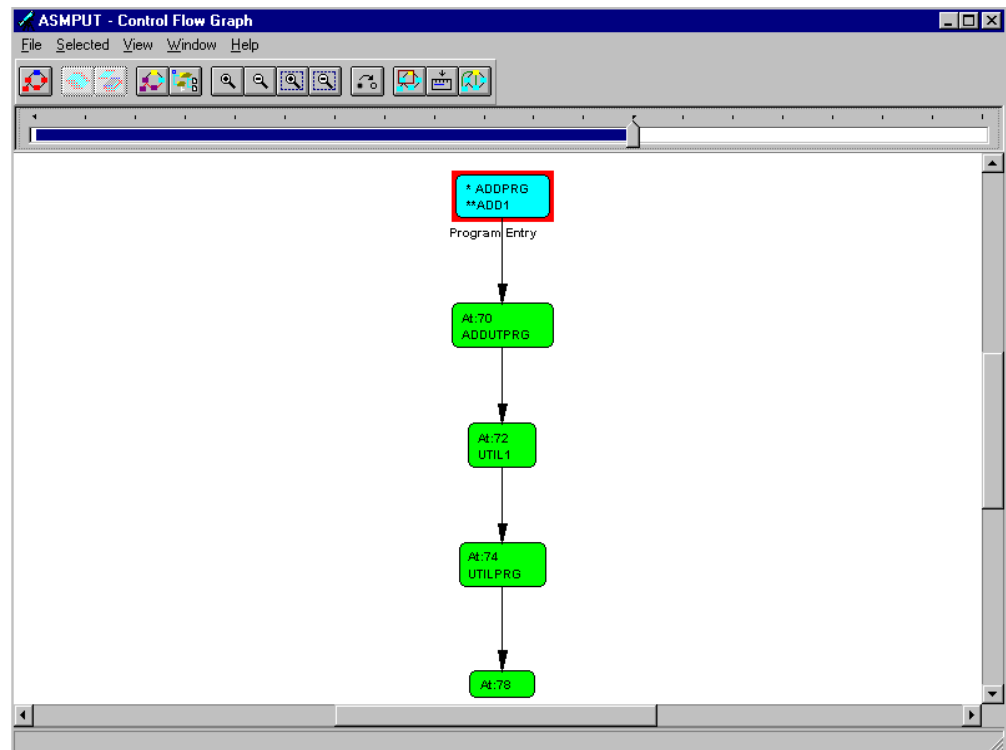 ASMPUT - Control Flow Graph
File Selected View Window Help
* ADDPRG
**ADD1
Program Entry
At:70
ADDUTPRG
At:72
UTIL1
At:74
UTILPRG
At:78